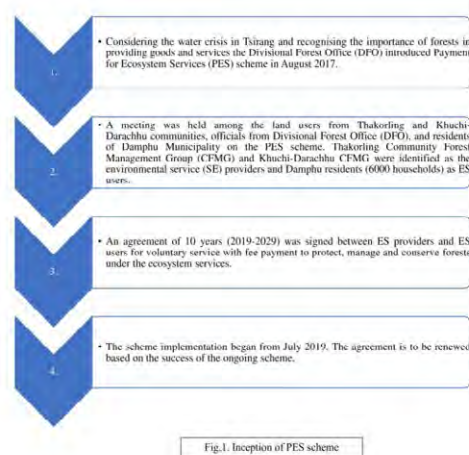 1.
• Considering the water crisis in Tsirang and recognising the importance of forests in
providing goods and services the Divisional Forest Office (DFO) introduced Payment
for Ecosystem Services (PES) scheme in August 2017.
2.
• A meeting was held among the land users from Thakorling and Khuchi-
Darachhu communities, officials from Divisional Forest Office (DFO), and residents
of Damphu Municipality on the PES scheme. Thakorling Community Forest
Management Group (CFMG) and Khuchi-Darachhu CFMG were identified as the
environmental service (SE) providers and Damphu residents (6000 households) as ES
users.
3.
• An agreement of 10 years (2019-2029) was signed between ES providers and ES
users for voluntary service with fee payment to protect, manage and conserve forests
under the ecosystem services.
4.
• The scheme implementation began from July 2019. The agreement is to be renewed
based on the success of the ongoing scheme.
Fig.1. Inception of PES scheme